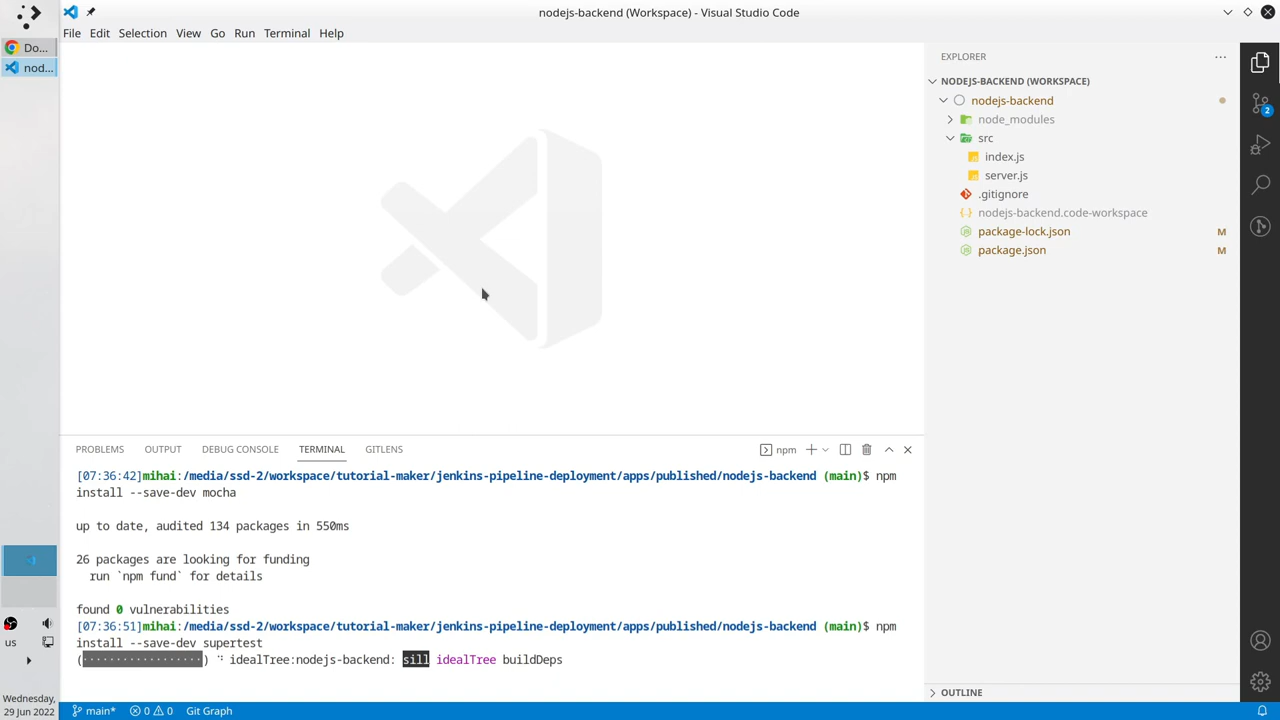 nodejs-backend (Workspace) - Visual Studio Code
File Edit Selection View Go Run Terminal Help
Do...
nod...
EXPLORER
NODEJS-BACKEND (WORKSPACE)
nodejs-backend
node_modules
src
index.js
server.js
.gitignore
nodejs-backend.code-workspace
package-lock.json M
package.json M
2
PROBLEMS OUTPUT DEBUG CONSOLE TERMINAL GITLENS
npm
[07:36:42]mihai:/media/ssd-2/workspace/tutorial-maker/jenkins-pipeline-deployment/apps/published/nodejs-backend (main)$ npm
install --save-dev mocha
up to date, audited 134 packages in 550ms
26 packages are looking for funding
run `npm fund` for details
found 0 vulnerabilities
[07:36:51]mihai:/media/ssd-2/workspace/tutorial-maker/jenkins-pipeline-deployment/apps/published/nodejs-backend (main)$ npm
install --save-dev supertest
(··················) ⠙ idealTree:nodejs-backend: sill idealTree buildDeps
OUTLINE
us
Wednesday,
29 Jun 2022
main* 0 0 Git Graph